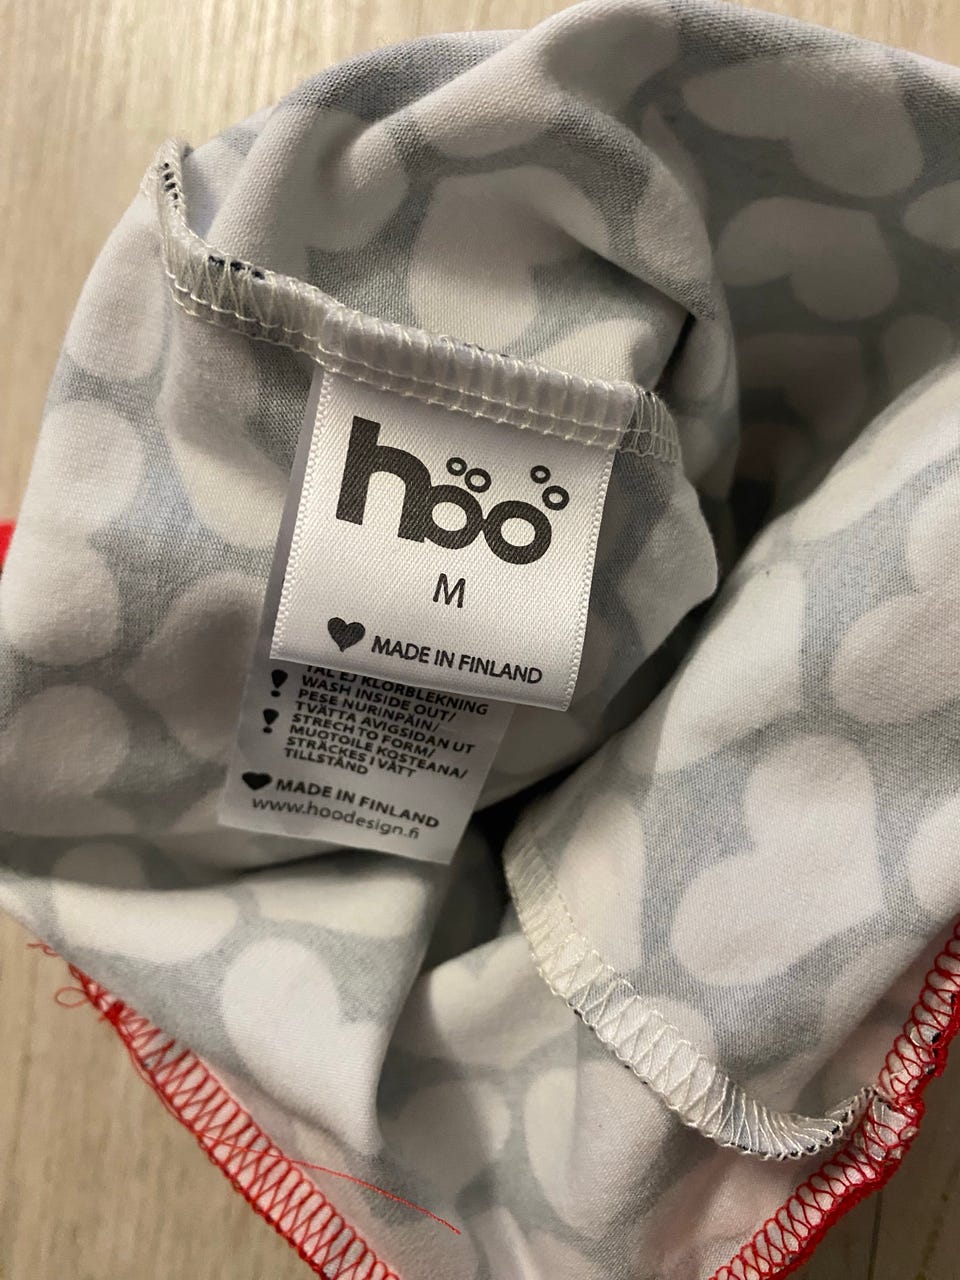 höö
M
MADE IN FINLAND
TÅL EJ KLORBLEKNING
WASH INSIDE OUT/
PESE NURINPÄIN/
TVÄTTA AVIGSIDAN UT
STRECH TO FORM/
MUOTOILE KOSTEANA/
STRÄCKES I VÅTT
TILLSTÅND
MADE IN FINLAND
www.hoodesign.fi